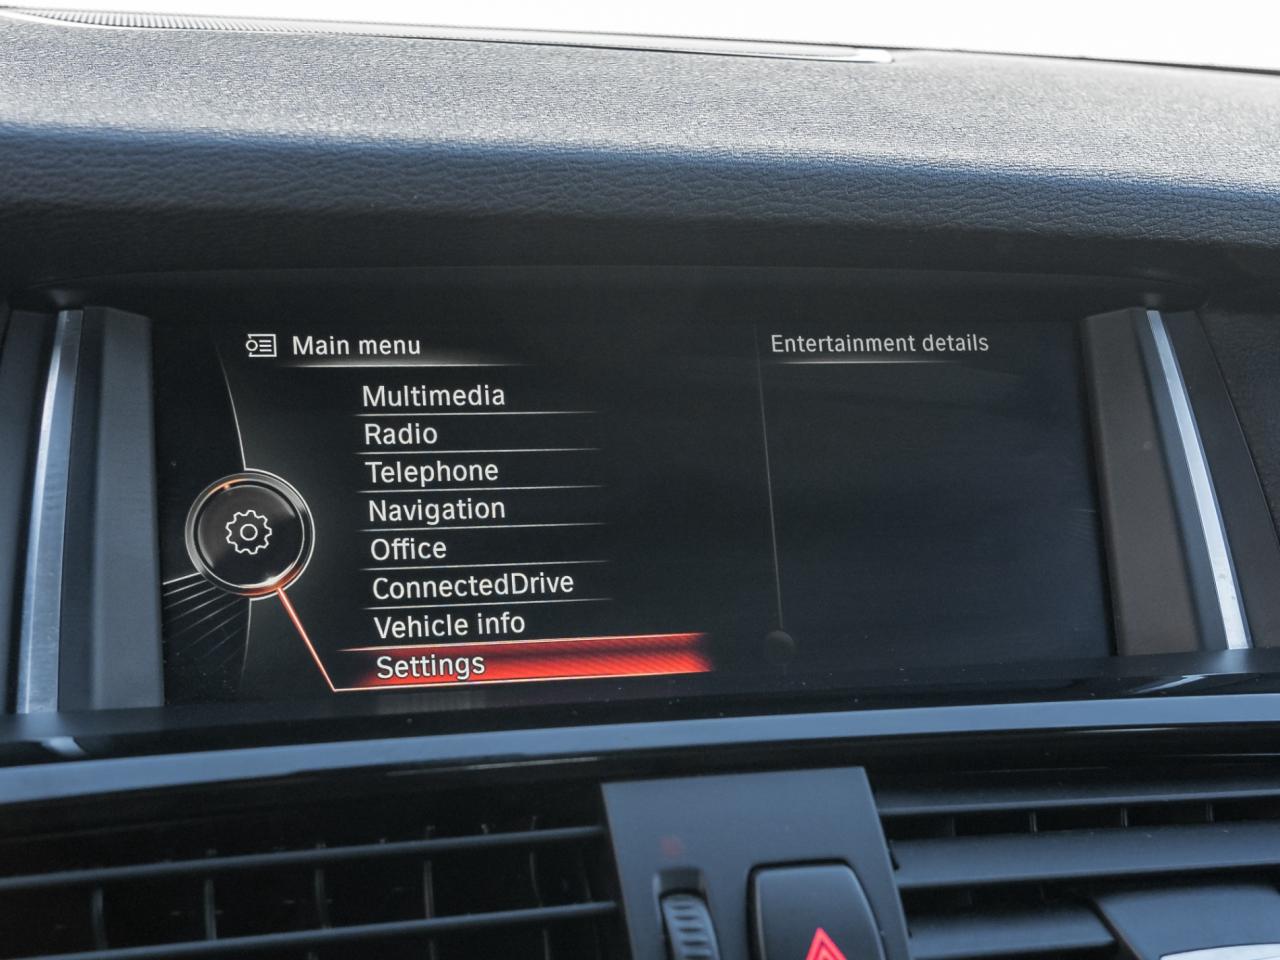 Main menu
Multimedia
Radio
Telephone
Navigation
Office
ConnectedDrive
Vehicle info
Settings
Entertainment details